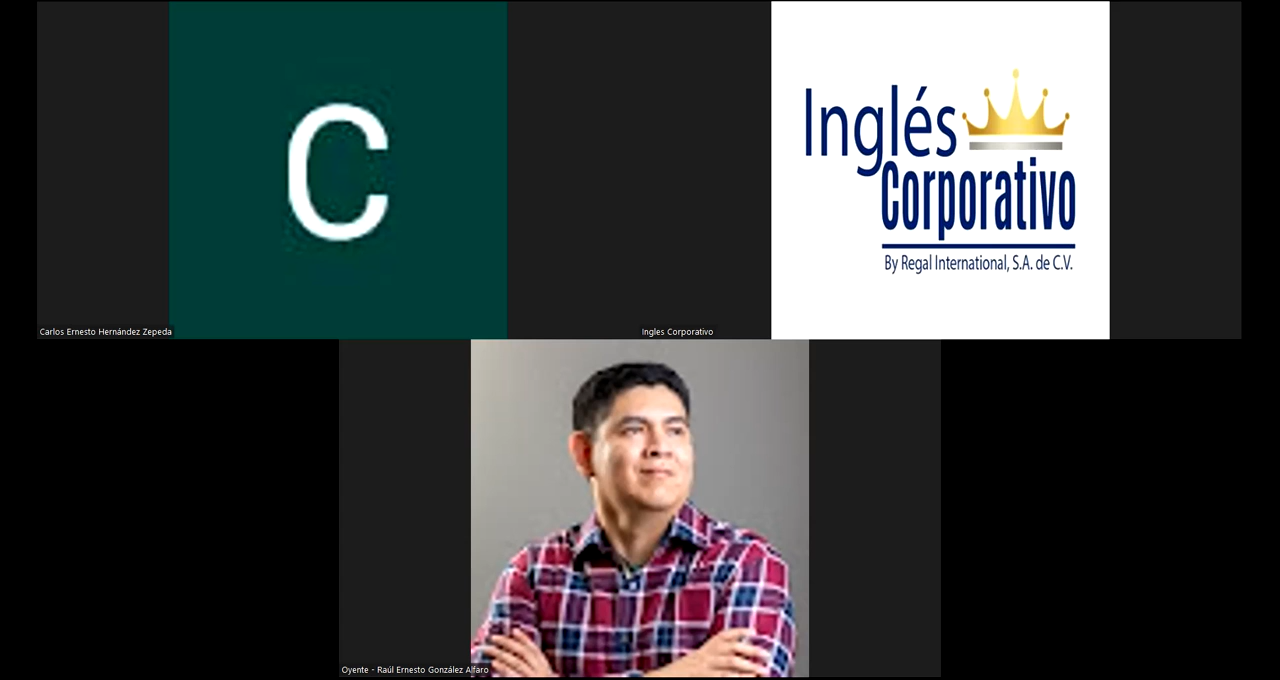 C
Inglés
Corporativo
By Regal International, S.A. de C.V.
Carlos Ernesto Hernández Zepeda
Ingles Corporativo
Oyente - Raúl Ernesto González Alfaro